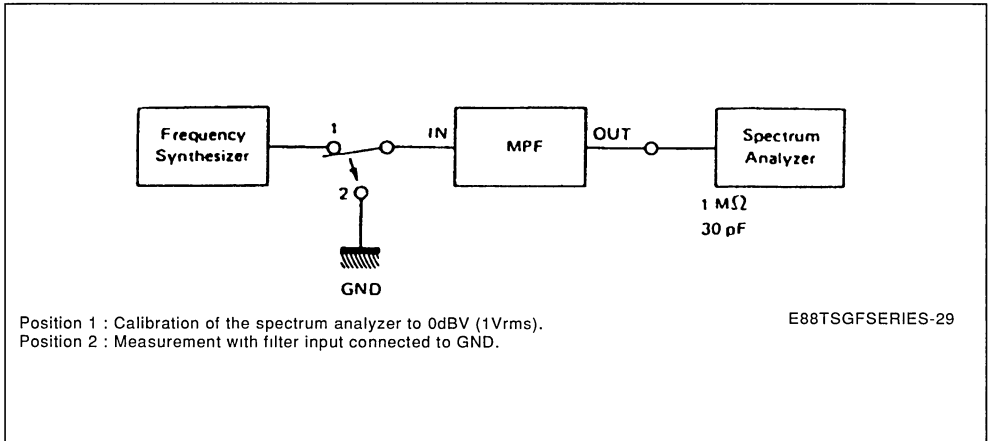 Frequency
Synthesizer
1
2
IN
MPF
OUT
Spectrum
Analyzer
1 MΩ
30 pF
GND
Position 1 : Calibration of the spectrum analyzer to 0dBV (1Vrms).
Position 2 : Measurement with filter input connected to GND.
E88TSGFSERIES-29